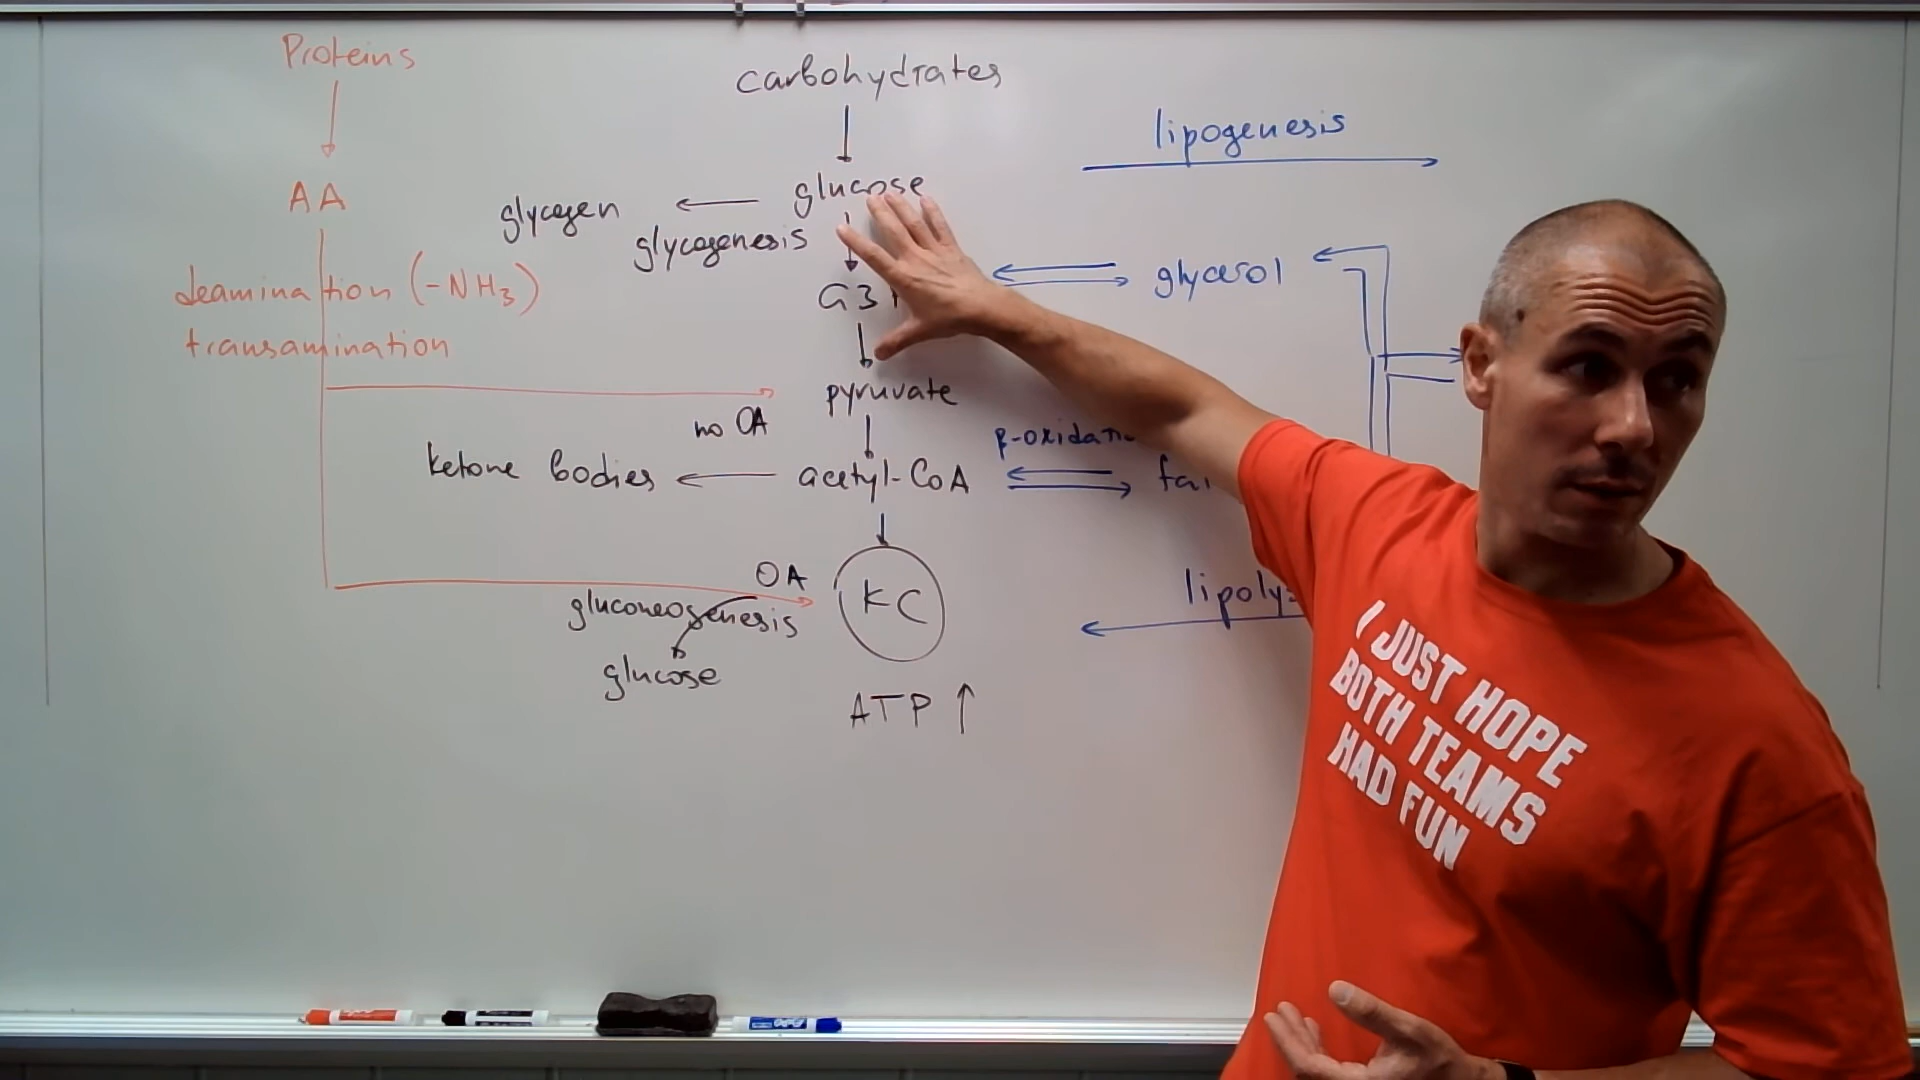 Proteins
carbohydrates
lipogenesis
AA
glycogen
glucose
glycogenesis
deamination (-NH3)
glycerol
transamination
pyruvate
no OA
ketone bodies
acetyl-CoA
OA
KC
gluconeogenesis
glucose
ATP ↑
I JUST HOPE
BOTH TEAMS
HAD FUN